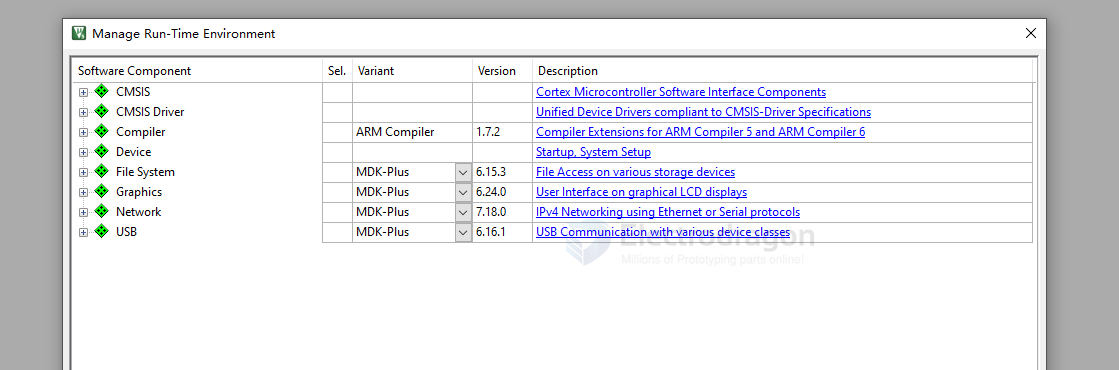 Manage Run-Time Environment
Software Component Sel. Variant Version Description
CMSIS Cortex Microcontroller Software Interface Components
CMSIS Driver Unified Device Drivers compliant to CMSIS-Driver Specifications
Compiler ARM Compiler 1.7.2 Compiler Extensions for ARM Compiler 5 and ARM Compiler 6
Device Startup, System Setup
File System MDK-Plus 6.15.3 File Access on various storage devices
Graphics MDK-Plus 6.24.0 User Interface on graphical LCD displays
Network MDK-Plus 7.18.0 IPv4 Networking using Ethernet or Serial protocols
USB MDK-Plus 6.16.1 USB Communication with various device classes
Electrodragon
Millions of Prototyping parts online!